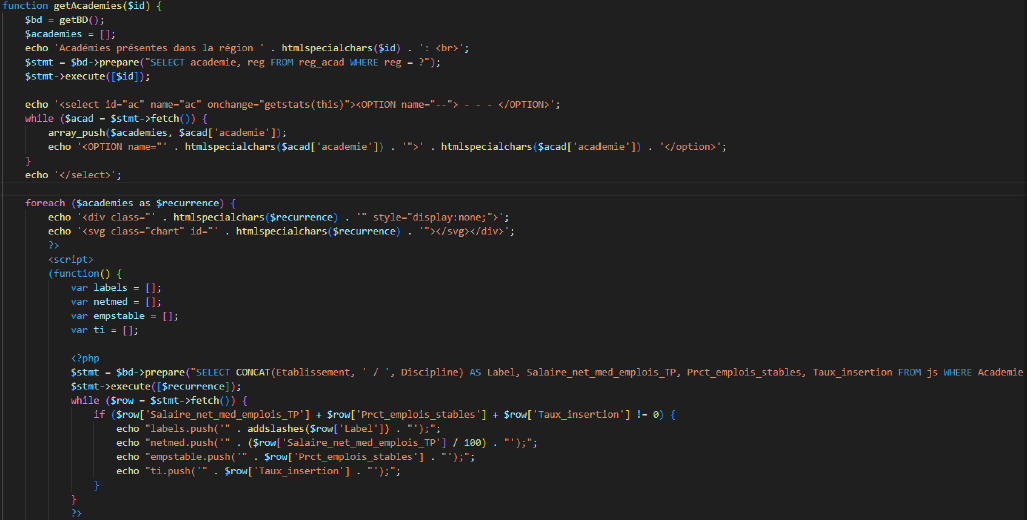 function getAcademies($id) {
$bd = getBD();
$academies = [];
echo 'Académies présentes dans la région ' . htmlspecialchars($id) . ': <br>';
$stmt = $bd->prepare("SELECT academie, reg FROM reg_acad WHERE reg = ?");
$stmt->execute([$id]);
echo '<select id="ac" name="ac" onchange="getstats(this)"><OPTION name="--"> - - - </OPTION>';
while ($acad = $stmt->fetch()) {
array_push($academies, $acad['academie']);
echo '<OPTION name="' . htmlspecialchars($acad['academie']) . '">' . htmlspecialchars($acad['academie']) . '</option>';
}
echo '</select>';
foreach ($academies as $recurrence) {
echo '<div class="' . htmlspecialchars($recurrence) . '" style="display:none;">';
echo '<svg class="chart" id="' . htmlspecialchars($recurrence) . '"></svg></div>';
?>
<script>
(function() {
var labels = [];
var netmed = [];
var empstable = [];
var ti = [];
<?php
$stmt = $bd->prepare("SELECT CONCAT(Etablissement, ' / ', Discipline) AS Label, Salaire_net_med_emplois_TP, Prct_emplois_stables, Taux_insertion FROM js WHERE Academie
$stmt->execute([$recurrence]);
while ($row = $stmt->fetch()) {
if ($row['Salaire_net_med_emplois_TP'] + $row['Prct_emplois_stables'] + $row['Taux_insertion'] != 0) {
echo "labels.push('" . addslashes($row['Label']) . "');";
echo "netmed.push('" . ($row['Salaire_net_med_emplois_TP'] / 100) . "');";
echo "empstable.push('" . $row['Prct_emplois_stables'] . "');";
echo "ti.push('" . $row['Taux_insertion'] . "');";
}
}
?>